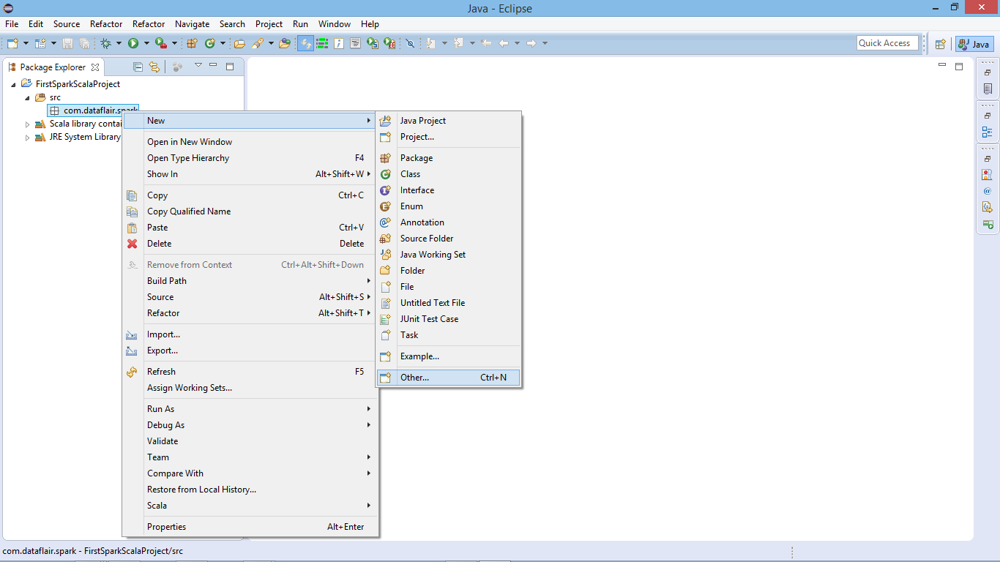 Java - Eclipse
File Edit Source Refactor Refactor Navigate Search Project Run Window Help
Quick Access
Java
Package Explorer
FirstSparkScalaProject
src
com.dataflair.spark
Scala library contai
JRE System Library
New
Open in New Window
Open Type Hierarchy F4
Show In Alt+Shift+W
Copy Ctrl+C
Copy Qualified Name
Paste Ctrl+V
Delete Delete
Remove from Context Ctrl+Alt+Shift+Down
Build Path
Source Alt+Shift+S
Refactor Alt+Shift+T
Import...
Export...
Refresh F5
Assign Working Sets...
Run As
Debug As
Validate
Team
Compare With
Restore from Local History...
Scala
Properties Alt+Enter
Java Project
Project...
Package
Class
Interface
Enum
Annotation
Source Folder
Java Working Set
Folder
File
Untitled Text File
JUnit Test Case
Task
Example...
Other... Ctrl+N
com.dataflair.spark - FirstSparkScalaProject/src